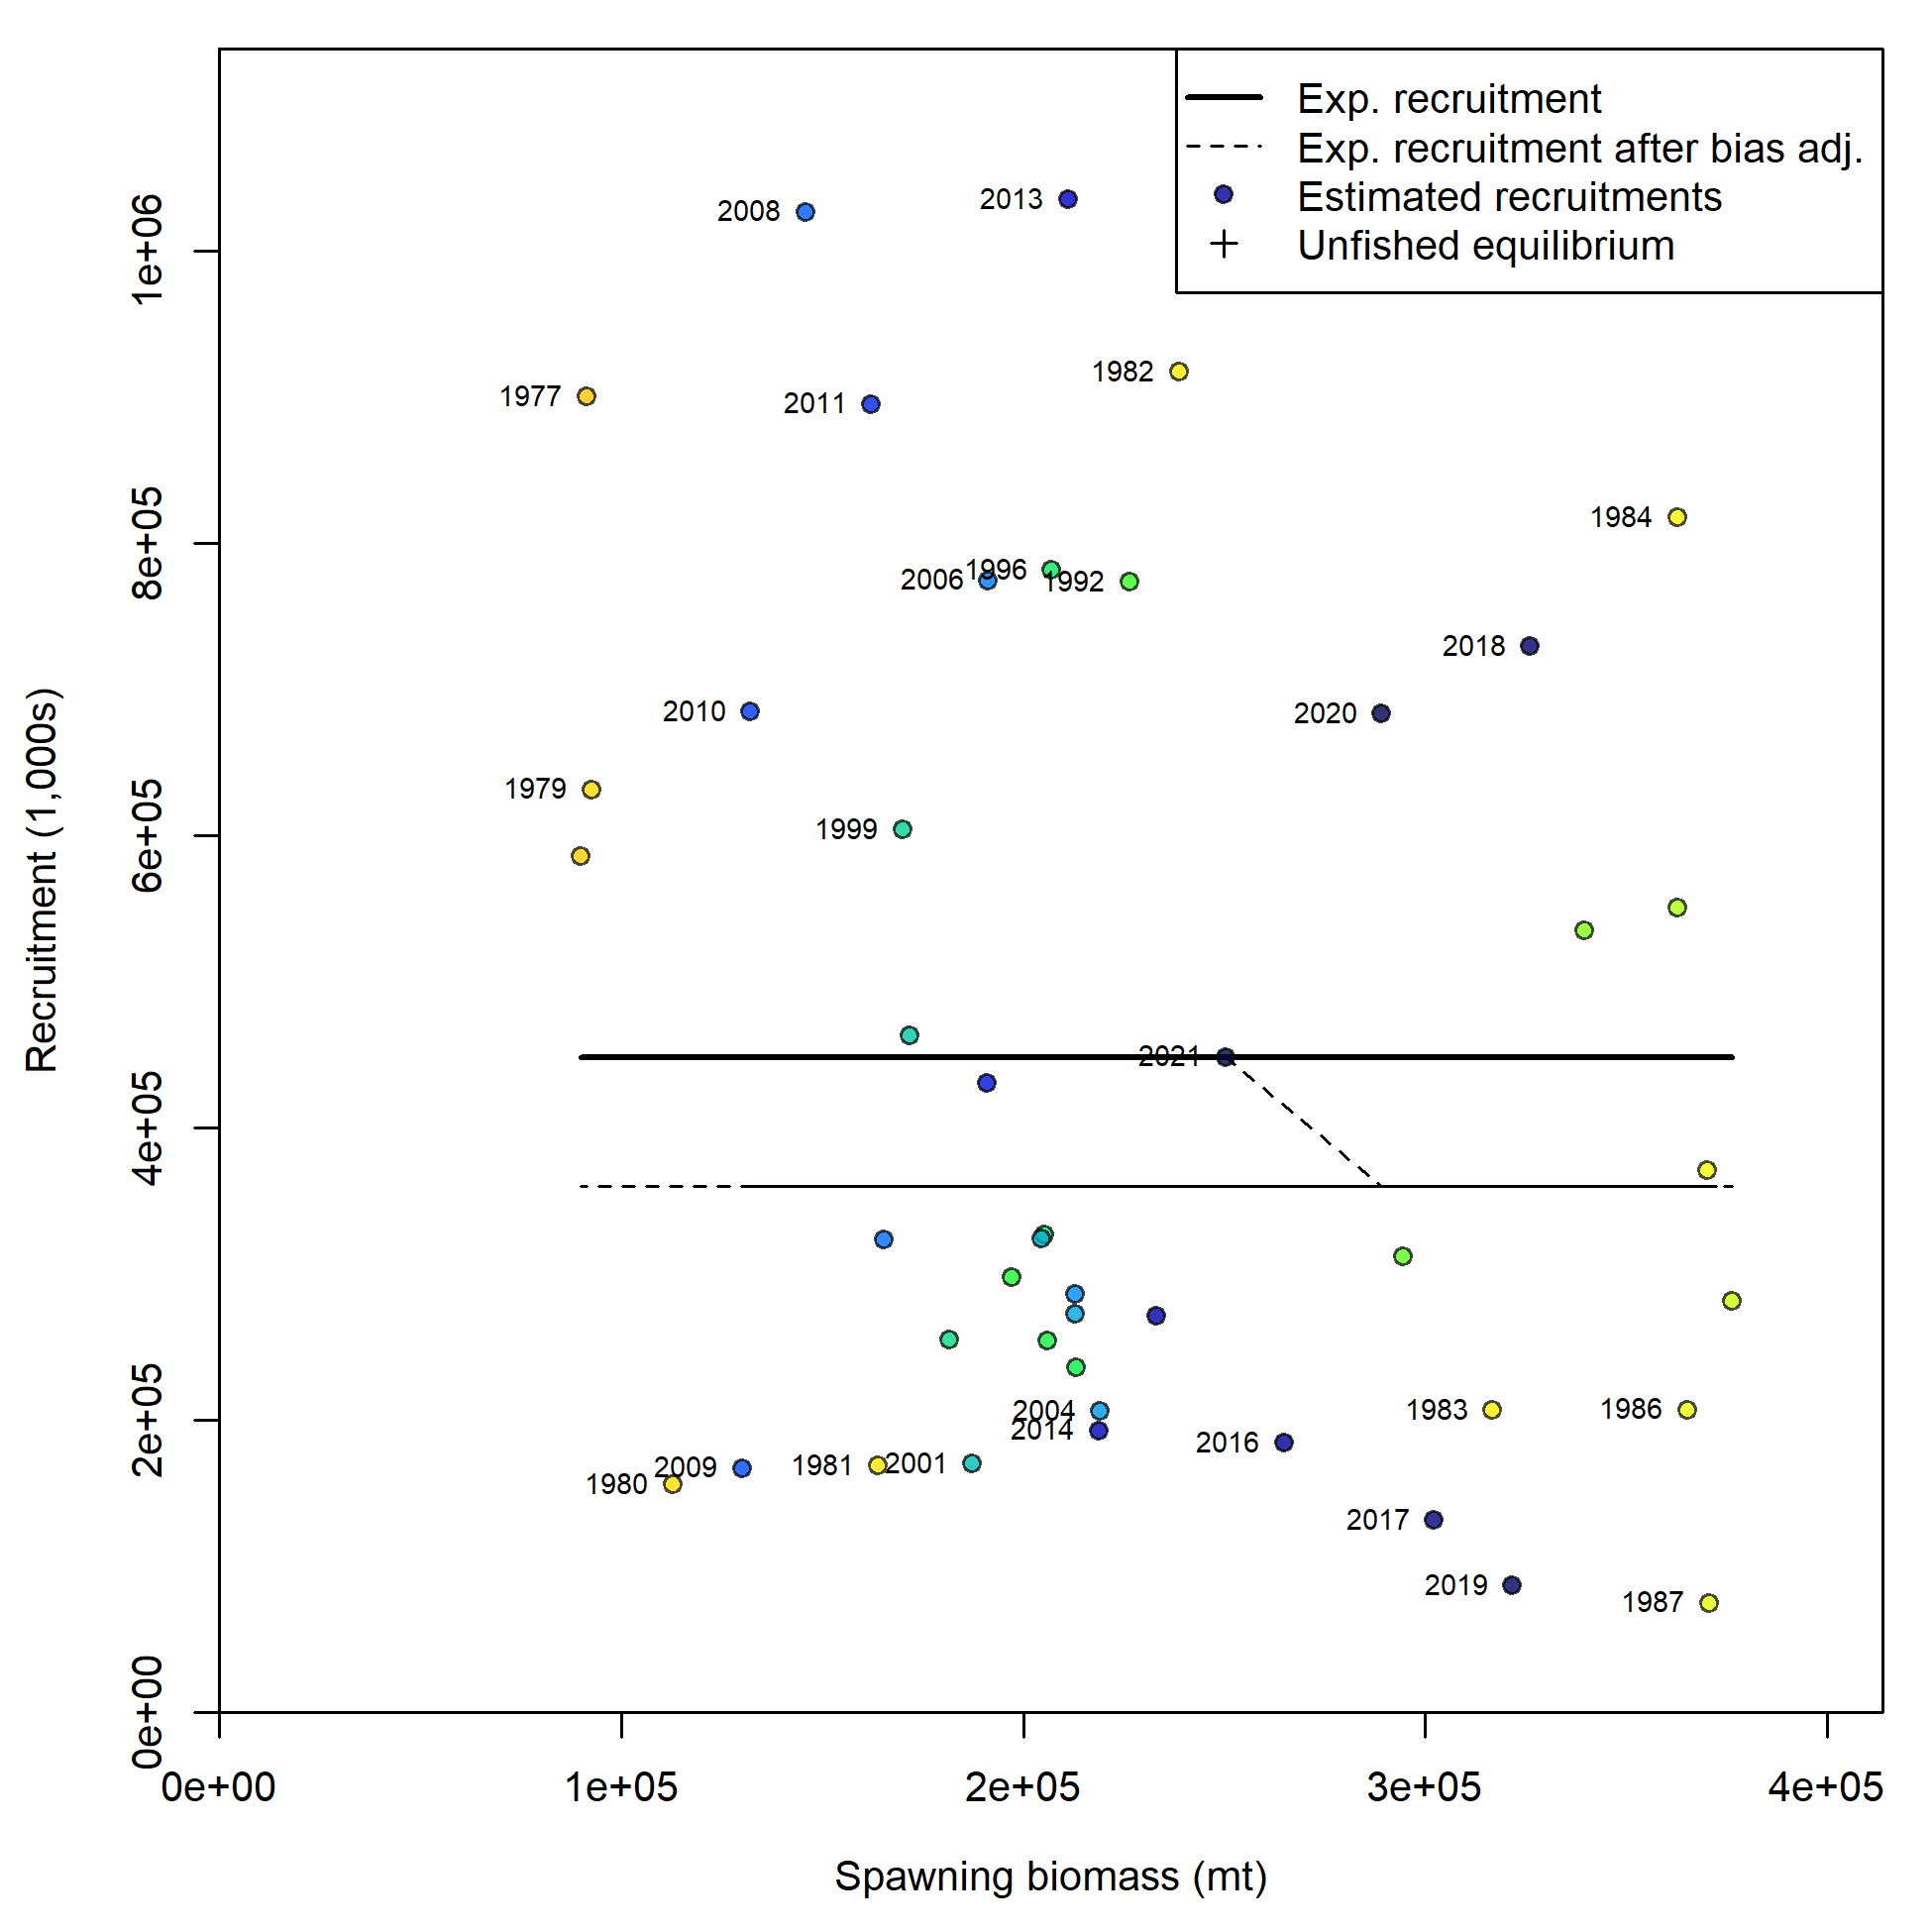 Exp. recruitment
Exp. recruitment after bias adj.
Estimated recruitments
Unfished equilibrium
2008
2013
1982
1977
2011
1984
1996
2006
1992
2018
2010
2020
1979
1999
2021
2004
1983
1986
2014
2016
2001
1981
2009
1980
2017
2019
1987
Recruitment (1,000s)
1e+06
8e+05
6e+05
4e+05
2e+05
0e+00
0e+00 1e+05 2e+05 3e+05 4e+05
Spawning biomass (mt)